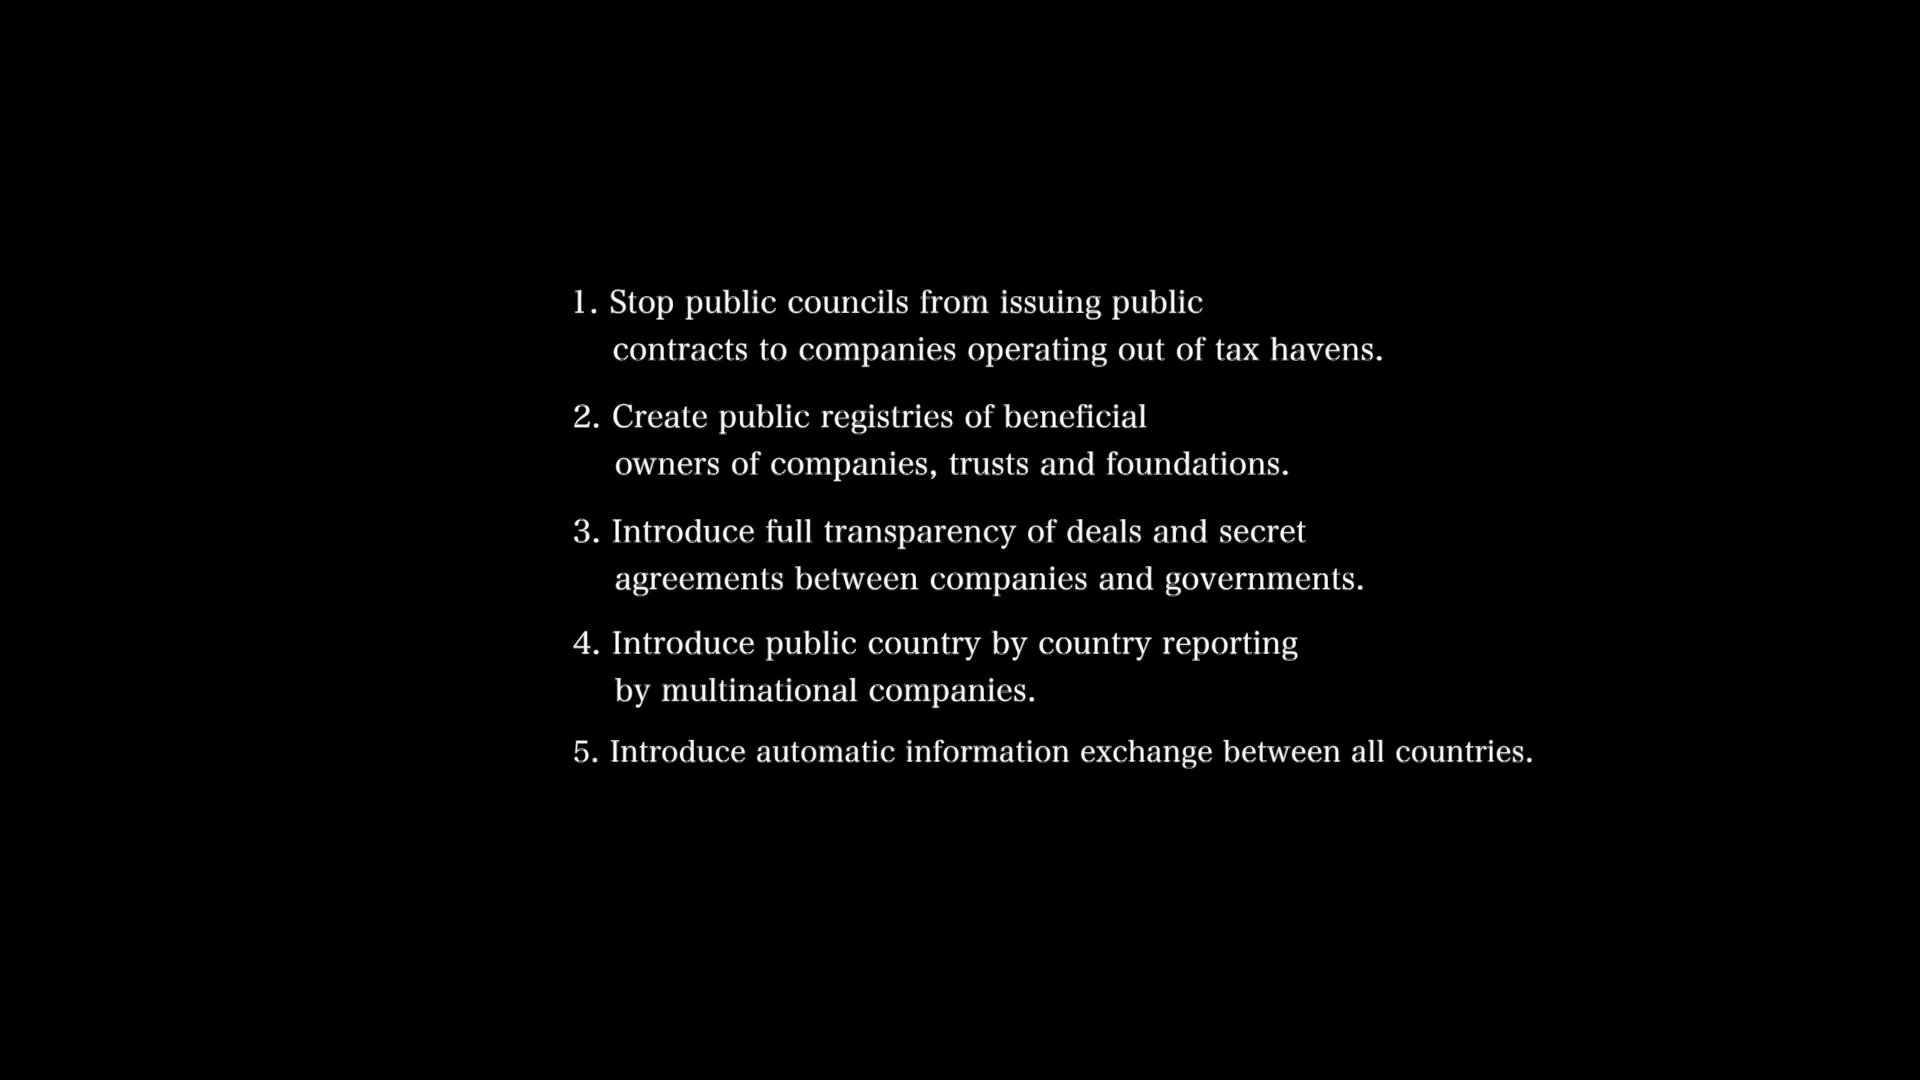 1. Stop public councils from issuing public
contracts to companies operating out of tax havens.
2. Create public registries of beneficial
owners of companies, trusts and foundations.
3. Introduce full transparency of deals and secret
agreements between companies and governments.
4. Introduce public country by country reporting
by multinational companies.
5. Introduce automatic information exchange between all countries.